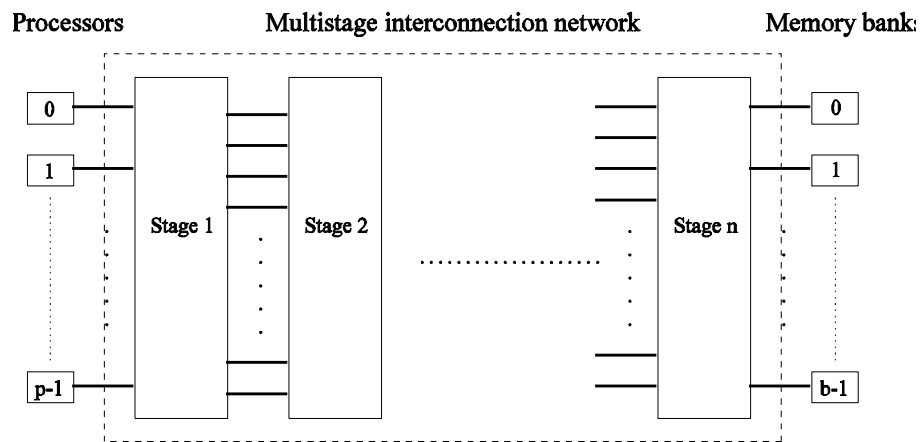 Processors Multistage interconnection network Memory banks
0 0
1 1
Stage 1 Stage 2 Stage n
p-1 b-1